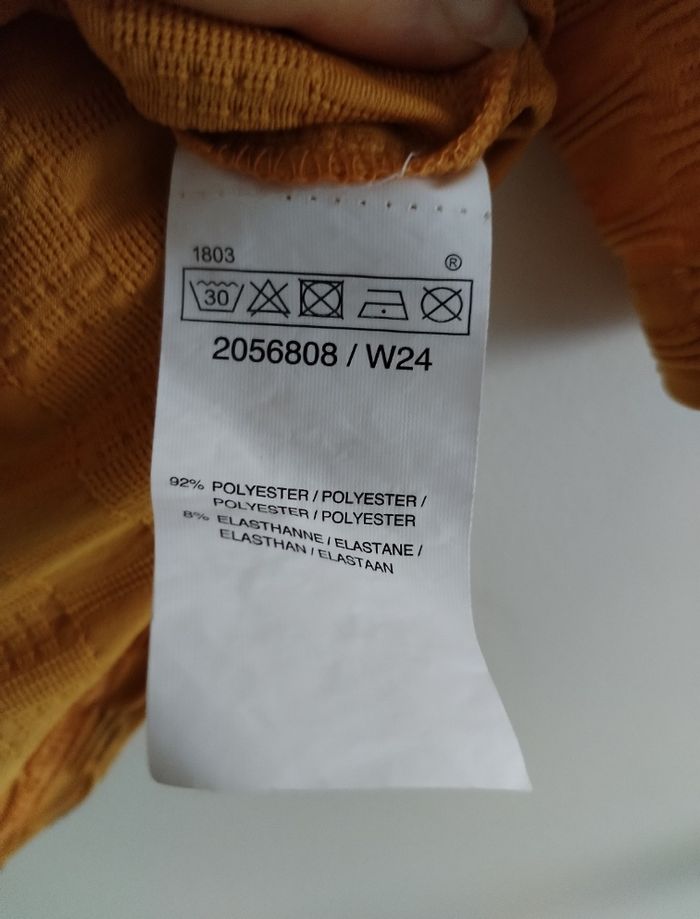 1803
®
30
2056808 / W24
92% POLYESTER / POLYESTER /
POLYESTER / POLYESTER
8% ELASTHANNE / ELASTANE /
ELASTHAN / ELASTAAN